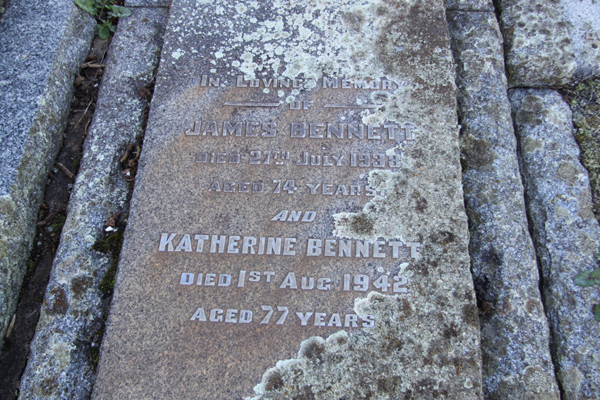 IN LOVING MEMORY
OF
JAMES BENNETT
DIED 27TH JULY 1938
AGED 74 YEARS
AND
KATHERINE BENNETT
DIED 1ST AUG 1942
AGED 77 YEARS